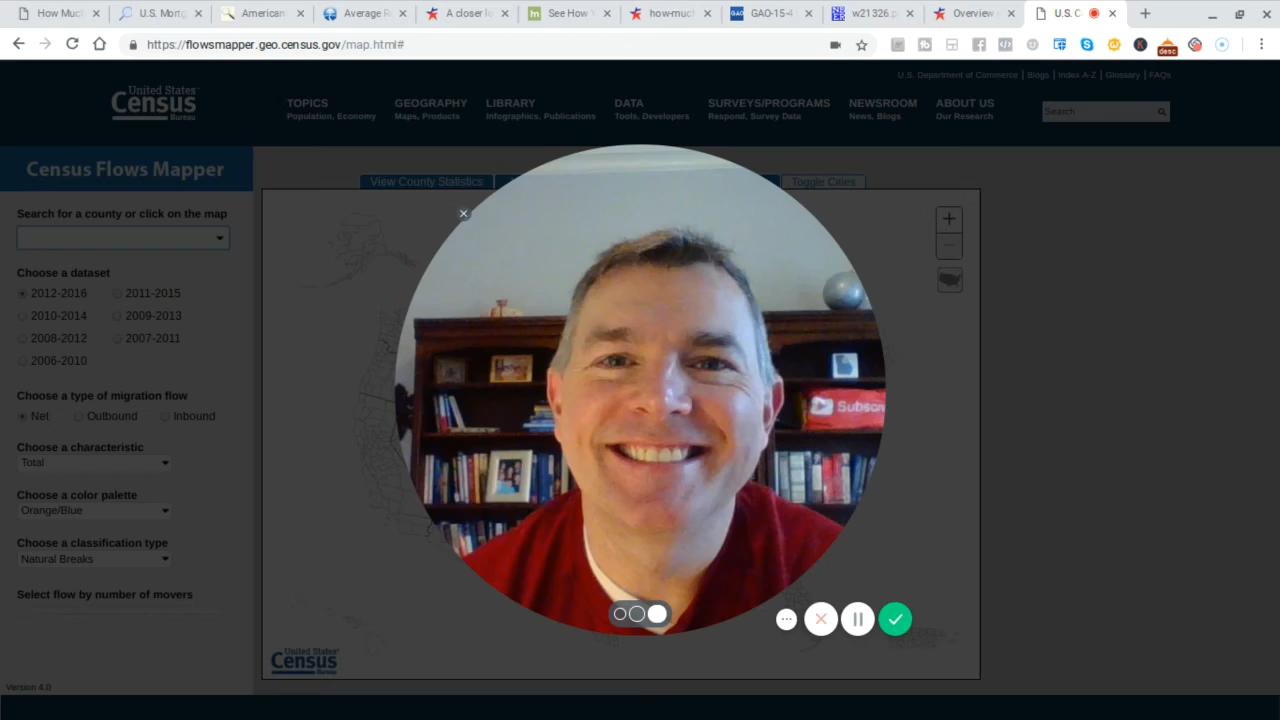 How Muc
U.S. Mort
American
Average R
A closer l
See How Y
how-muc
GAO-15-4
w21326.p
Overview
U.S. C
https://flowsmapper.geo.census.gov/map.html#
desc
U.S. Department of Commerce | Blogs | Index A-Z | Glossary | FAQs
United States
Census
Bureau
TOPICS
Population, Economy
GEOGRAPHY
Maps, Products
LIBRARY
Infographics, Publications
DATA
Tools, Developers
SURVEYS/PROGRAMS
Respond, Survey Data
NEWSROOM
News, Blogs
ABOUT US
Our Research
Search
Census Flows Mapper
View County Statistics
Toggle Cities
Search for a county or click on the map
Choose a dataset
2012-2016 2011-2015
2010-2014 2009-2013
2008-2012 2007-2011
2006-2010
Choose a type of migration flow
Net Outbound Inbound
Choose a characteristic
Total
Choose a color palette
Orange/Blue
Choose a classification type
Natural Breaks
Select flow by number of movers
Subscri
United States
Census
Bureau
Version 4.0